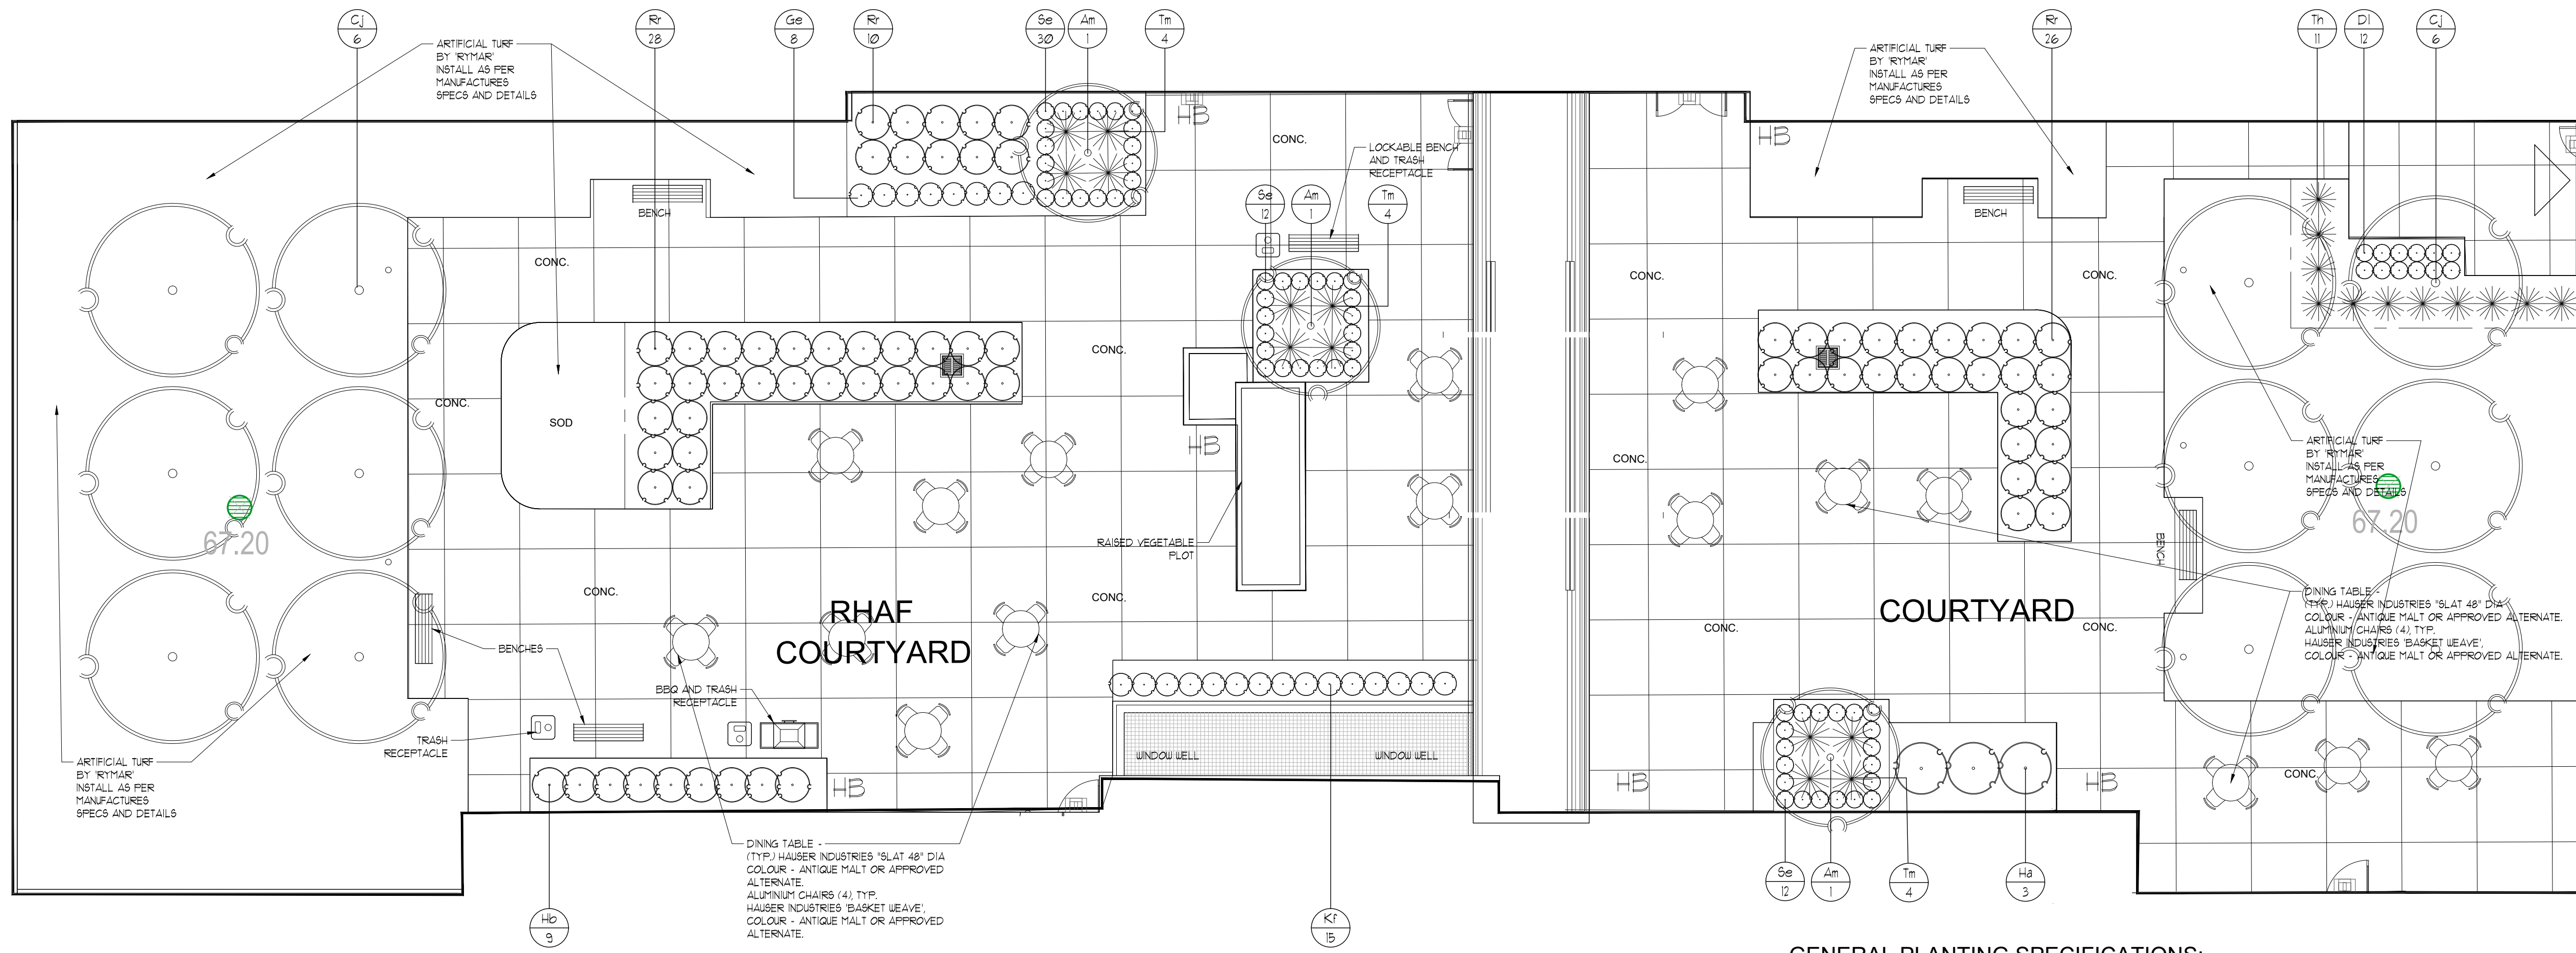 Cj
6
Rr
28
Ge
8
Rr
10
Se
30
Am
1
Tm
4
Rr
26
Th
11
Dl
12
Cj
6
ARTIFICIAL TURF
BY 'RYMAR'
INSTALL AS PER
MANUFACTURES
SPECS AND DETAILS
ARTIFICIAL TURF
BY 'RYMAR'
INSTALL AS PER
MANUFACTURES
SPECS AND DETAILS
HB
CONC.
LOCKABLE BENCH
AND TRASH
RECEPTACLE
HB
Se
12
Am
1
Tm
4
BENCH
BENCH
CONC.
CONC.
CONC.
CONC.
CONC.
SOD
HB
CONC.
ARTIFICIAL TURF
BY 'RYMAR'
INSTALL AS PER
MANUFACTURES
SPECS AND DETAILS
67.20
67.20
RAISED VEGETABLE
PLOT
BENCH
CONC.
CONC.
RHAF
COURTYARD
COURTYARD
CONC.
CONC.
DINING TABLE -
(TYP.) HAUSER INDUSTRIES "SLAT 48" DIA
COLOUR - ANTIQUE MALT OR APPROVED ALTERNATE.
ALUMINIUM CHAIRS (4), TYP.
HAUSER INDUSTRIES 'BASKET WEAVE',
COLOUR - ANTIQUE MALT OR APPROVED ALTERNATE.
BENCHES
BBQ AND TRASH
RECEPTACLE
TRASH
RECEPTACLE
WINDOW WELL
WINDOW WELL
ARTIFICIAL TURF
BY 'RYMAR'
INSTALL AS PER
MANUFACTURES
SPECS AND DETAILS
HB
HB
HB
CONC.
DINING TABLE -
(TYP.) HAUSER INDUSTRIES "SLAT 48" DIA
COLOUR - ANTIQUE MALT OR APPROVED
ALTERNATE.
ALUMINIUM CHAIRS (4), TYP.
HAUSER INDUSTRIES 'BASKET WEAVE',
COLOUR - ANTIQUE MALT OR APPROVED
ALTERNATE.
Se
12
Am
1
Tm
4
Ha
3
Hb
9
Kf
15
GENERAL PLANTING SPECIFICATIONS: